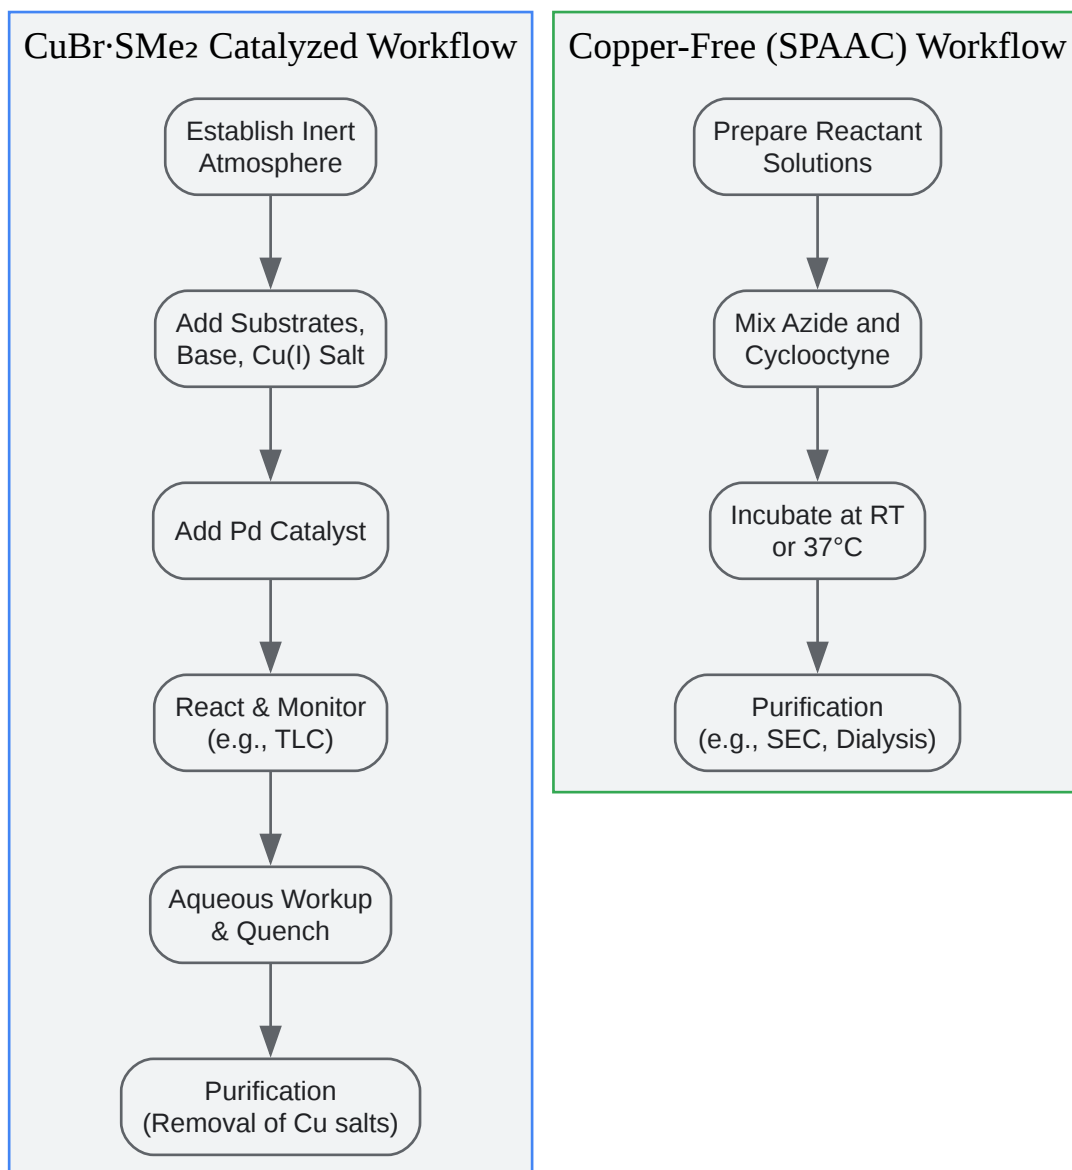 CuBr·SMe₂ Catalyzed Workflow
Establish Inert
Atmosphere
Add Substrates,
Base, Cu(I) Salt
Add Pd Catalyst
React & Monitor
(e.g., TLC)
Aqueous Workup
& Quench
Purification
(Removal of Cu salts)
Copper-Free (SPAAC) Workflow
Prepare Reactant
Solutions
Mix Azide and
Cyclooctyne
Incubate at RT
or 37°C
Purification
(e.g., SEC, Dialysis)